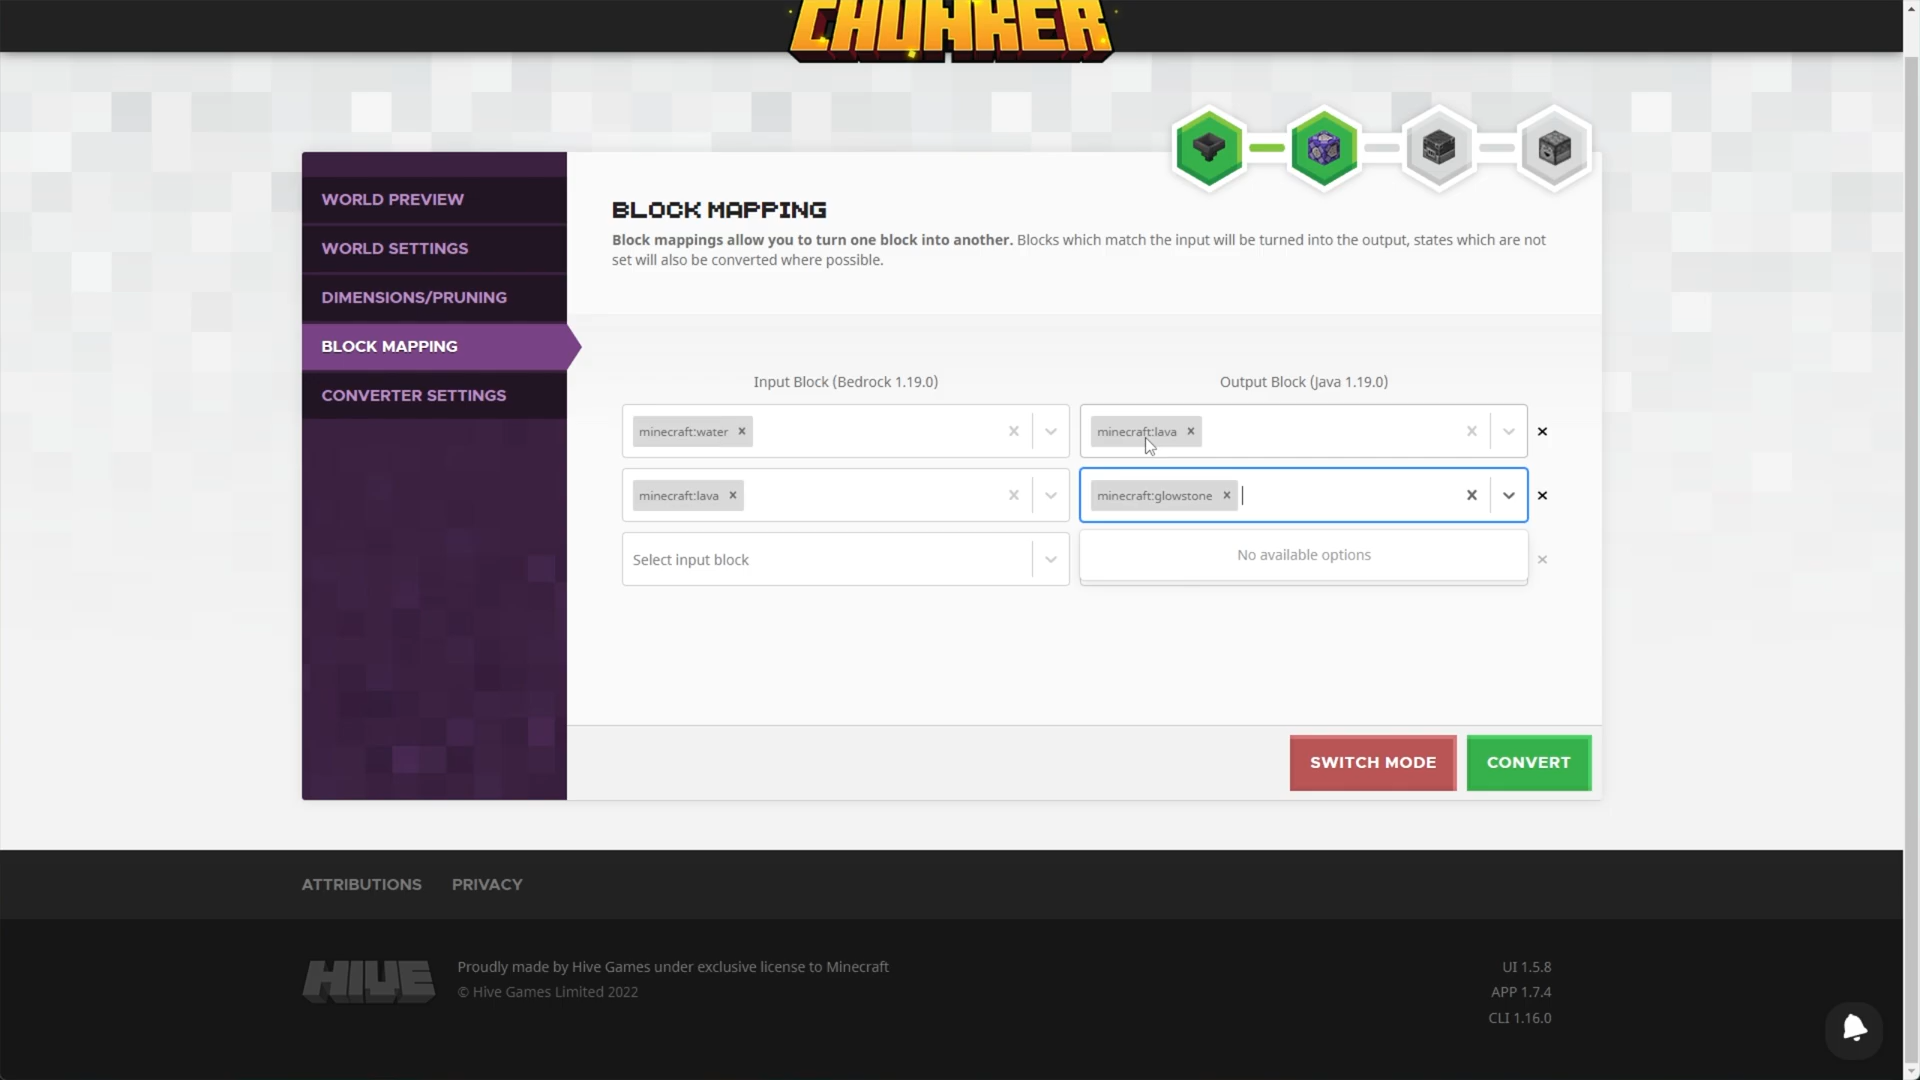 CHUNKER
WORLD PREVIEW
WORLD SETTINGS
DIMENSIONS/PRUNING
BLOCK MAPPING
CONVERTER SETTINGS
BLOCK MAPPING
Block mappings allow you to turn one block into another. Blocks which match the input will be turned into the output, states which are not
set will also be converted where possible.
Input Block (Bedrock 1.19.0)
Output Block (Java 1.19.0)
minecraft:water
minecraft:lava
minecraft:lava
minecraft:glowstone
Select input block
No available options
SWITCH MODE
CONVERT
ATTRIBUTIONS
PRIVACY
HIVE
Proudly made by Hive Games under exclusive license to Minecraft
© Hive Games Limited 2022
UI 1.5.8
APP 1.7.4
CLI 1.16.0